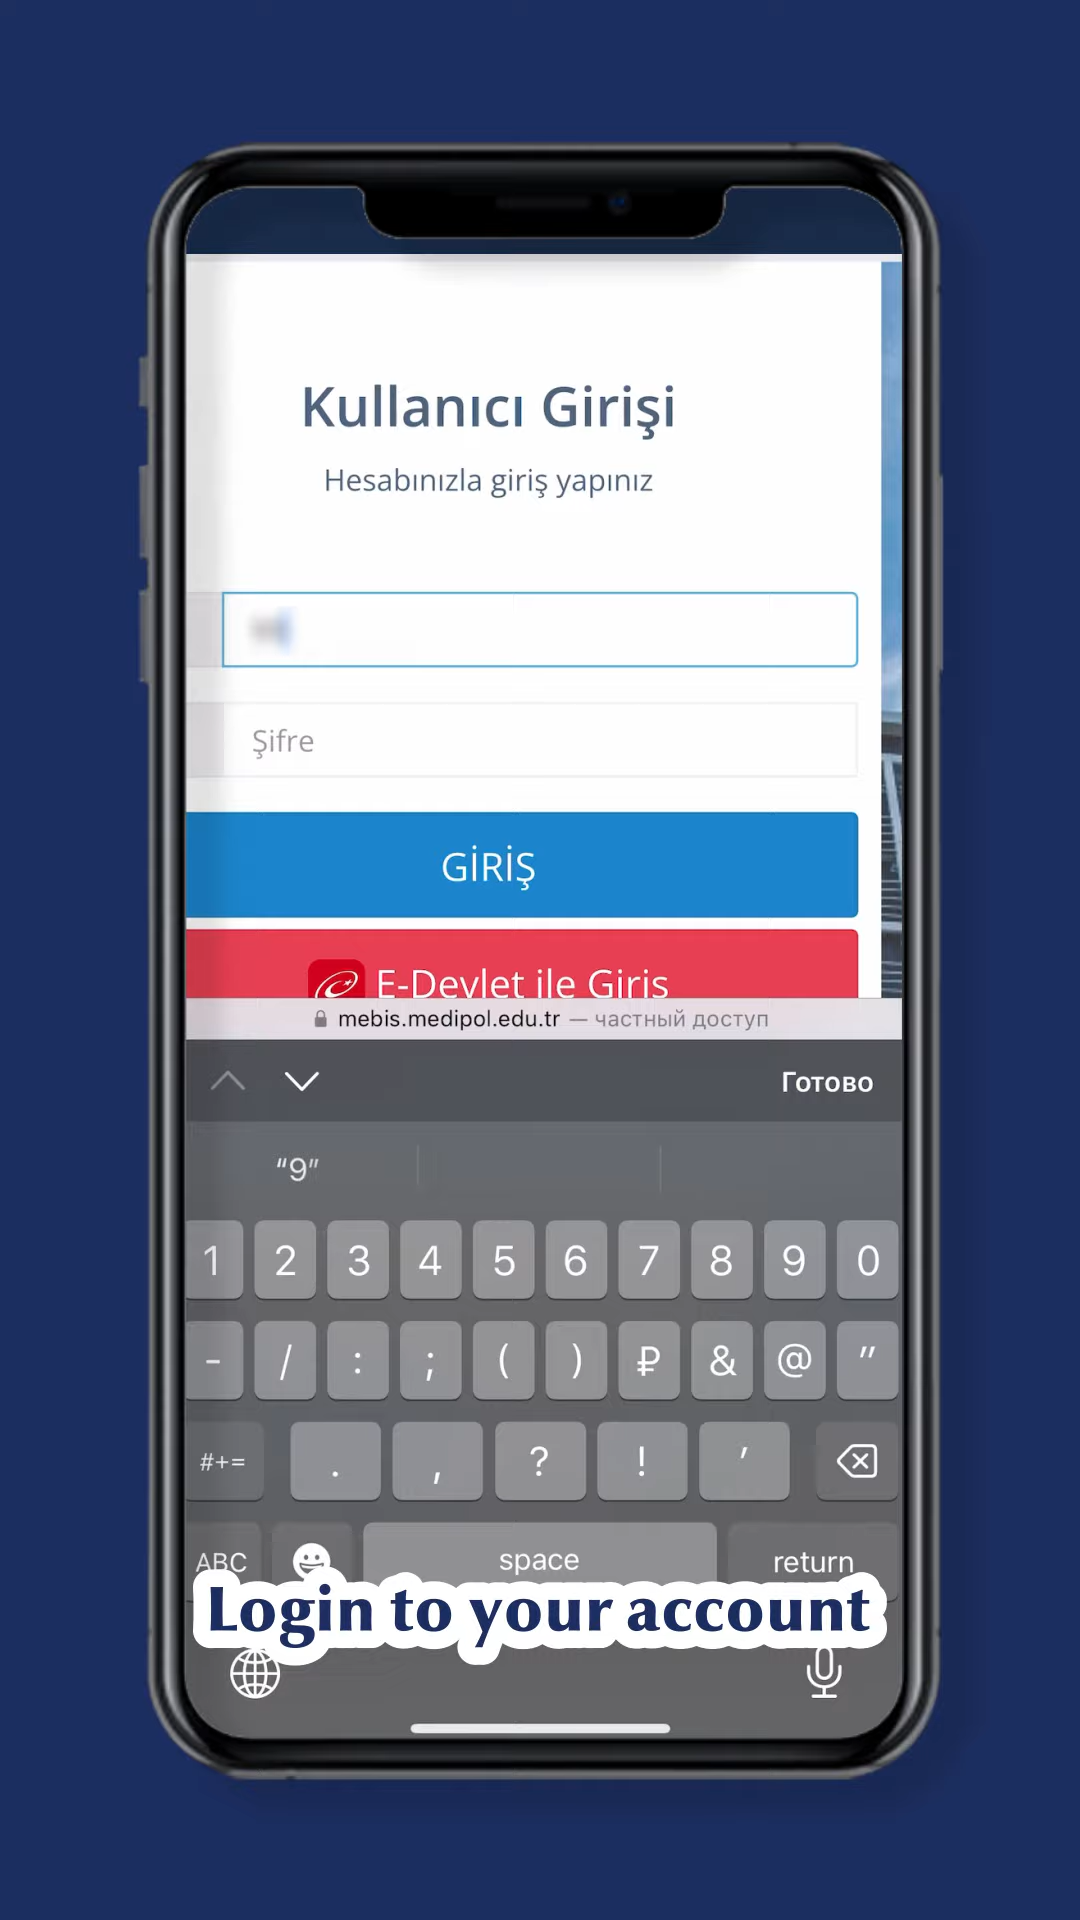 Kullanıcı Girişi
Hesabınızla giriş yapınız
Şifre
GİRİŞ
E-Devlet ile Giriş
mebis.medipol.edu.tr — частный доступ
Готово
“9”
1 2 3 4 5 6 7 8 9 0
- / : ; ( ) ₽ & @ "
#+= . , ? ! '
ABC space return
Login to your account